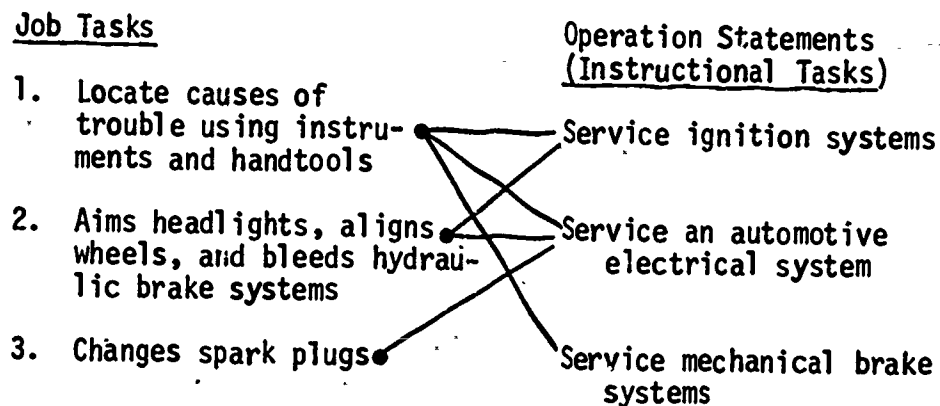 Job Tasks
1. Locate causes of
trouble using instru-
ments and handtools
2. Aims headlights, aligns
wheels, and bleeds hydrau-
lic brake systems
3. Changes spark plugs
Operation Statements
(Instructional Tasks)
Service ignition systems
Service an automotive
electrical system
Service mechanical brake
systems